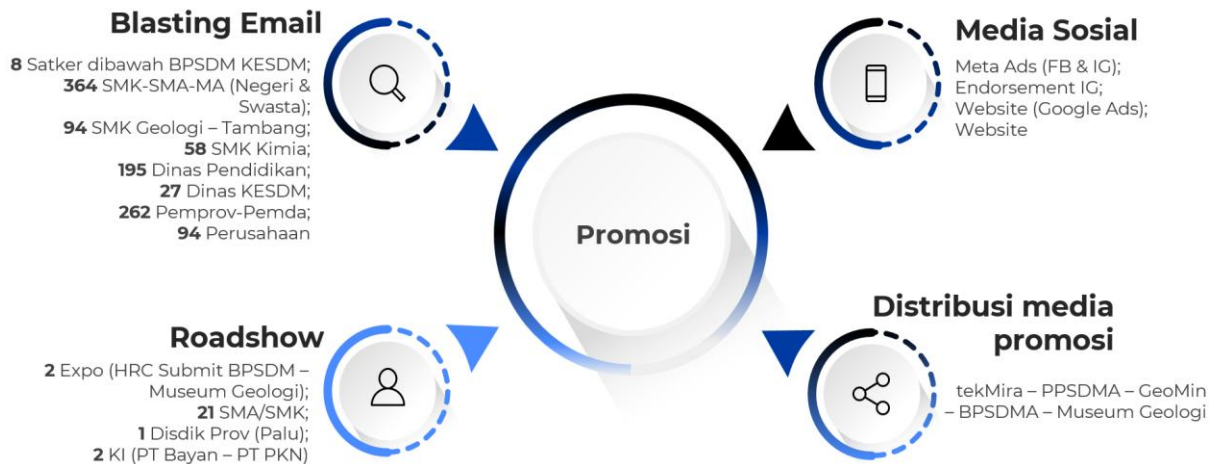 Blasting Email
8 Satker dibawah BPSDM KESDM;
364 SMK-SMA-MA (Negeri &
Swasta);
94 SMK Geologi – Tambang;
58 SMK Kimia;
195 Dinas Pendidikan;
27 Dinas KESDM;
262 Pemprov-Pemda;
94 Perusahaan
Media Sosial
Meta Ads (FB & IG);
Endorsement IG;
Website (Google Ads);
Website
Promosi
Roadshow
2 Expo (HRC Submit BPSDM –
Museum Geologi);
21 SMA/SMK;
1 Disdik Prov (Palu);
2 KI (PT Bayan – PT PKN)
Distribusi media
promosi
tekMira – PPSDMA – GeoMin
– BPSDMA – Museum Geologi